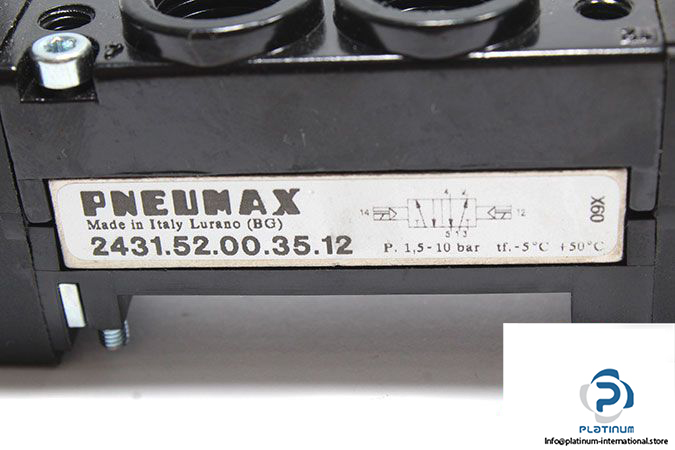 PNEUMAX
Made in Italy Lurano (BG)
2431.52.00.35.12
14
4 2
5 1 3
12
P. 1,5-10 bar tf. -5°C +50°C
09X
PLATINUM
Info@platinum-international.store